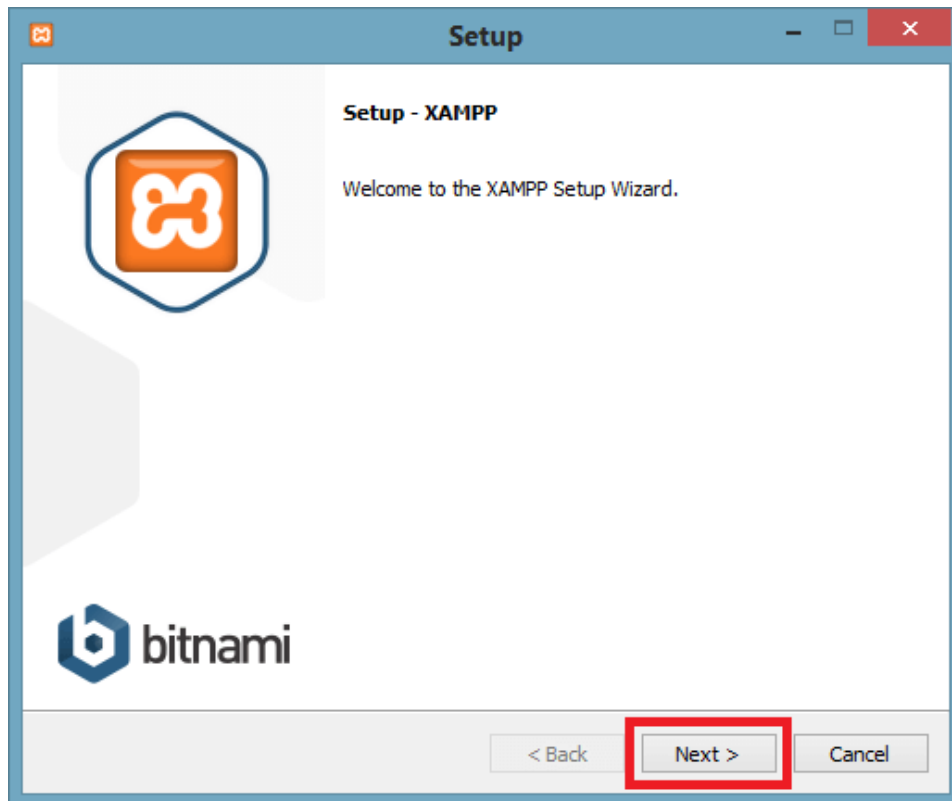 Setup
Setup - XAMPP
Welcome to the XAMPP Setup Wizard.
bitnami
< Back Next > Cancel